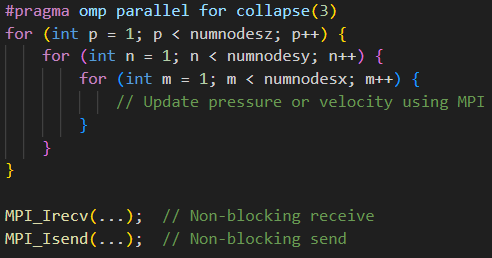 #pragma omp parallel for collapse(3)
for (int p = 1; p < numnodesz; p++) {
    for (int n = 1; n < numnodesy; n++) {
        for (int m = 1; m < numnodesx; m++) {
            // Update pressure or velocity using MPI
        }
    }
}

MPI_Irecv(...);  // Non-blocking receive
MPI_Isend(...);  // Non-blocking send